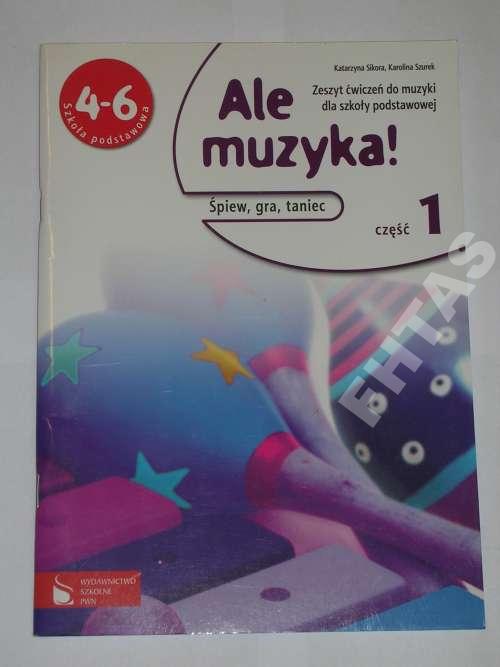 Katarzyna Sikora, Karolina Szurek
4-6
Szkoła podstawowa
Ale
muzyka!
Zeszyt ćwiczeń do muzyki
dla szkoły podstawowej
Śpiew, gra, taniec
część 1
EHTAS
WYDAWNICTWO
SZKOLNE
PWN